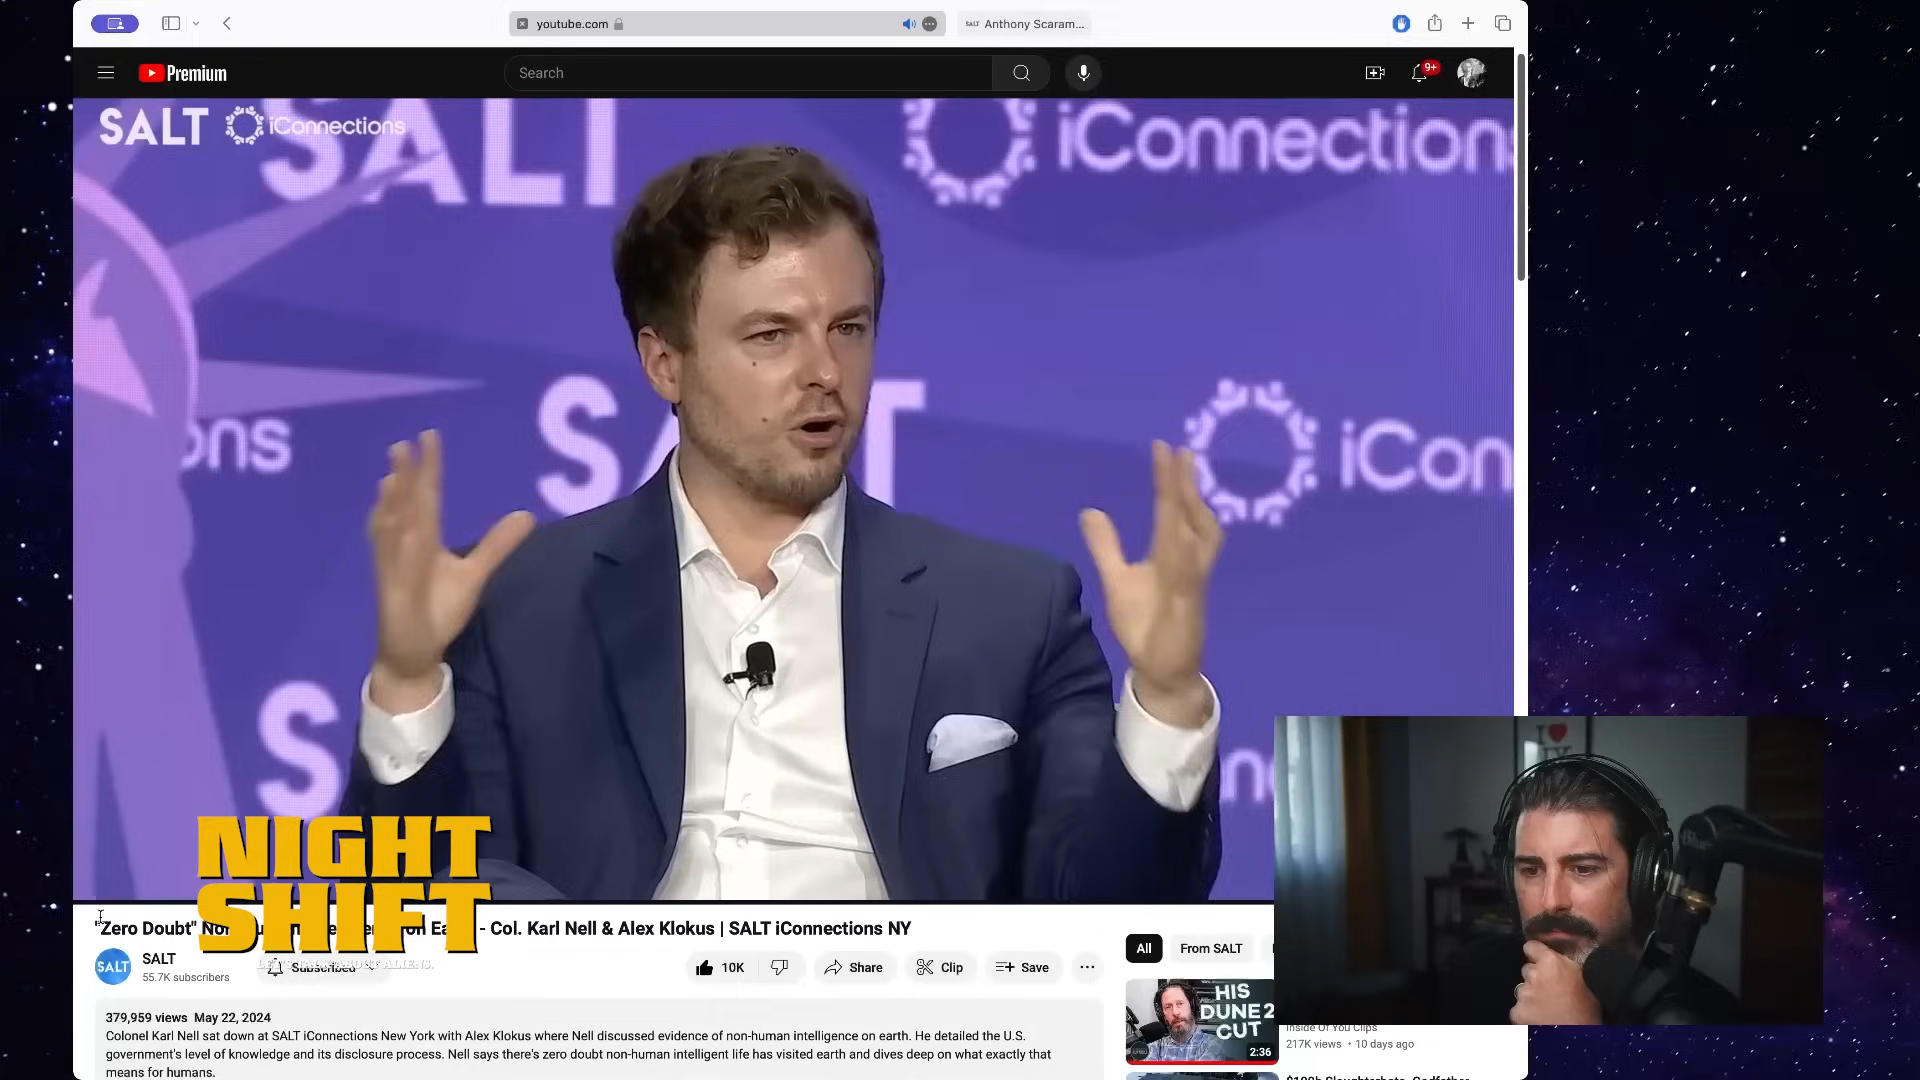 youtube.com
SALT Anthony Scaram...
Premium
Search
9+
SALT iConnections
SALT
iConnections
ons
iCon
NIGHT
SHIFT
LET'S TALK ABOUT ALIENS.
"Zero Doubt" - Col. Karl Nell & Alex Klokus | SALT iConnections NY
SALT
SALT
55.7K subscribers
Subscribed
10K
Share
Clip
Save
All
From SALT
379,959 views May 22, 2024
Colonel Karl Nell sat down at SALT iConnections New York with Alex Klokus where Nell discussed evidence of non-human intelligence on earth. He detailed the U.S.
government's level of knowledge and its disclosure process. Nell says there's zero doubt non-human intelligent life has visited earth and dives deep on what exactly that
means for humans.
HIS
DUNE 2
CUT
2:36
Inside Of You Clips
217K views • 10 days ago